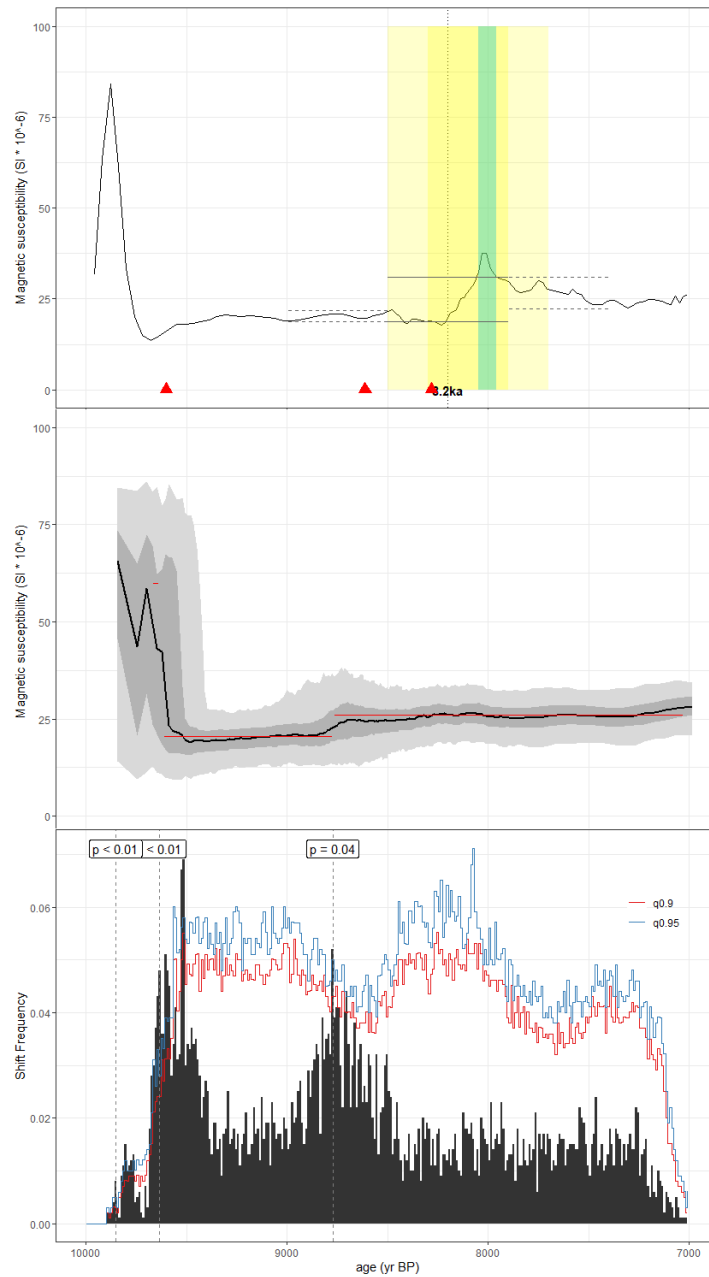 100
75
50
25
0
Magnetic susceptibility (SI * 10^-6)
8.2ka
100
75
50
25
0
Magnetic susceptibility (SI * 10^-6)
p < 0.01
< 0.01
p = 0.04
q0.9
q0.95
0.06
0.04
0.02
0.00
Shift Frequency
10000
9000
8000
7000
age (yr BP)